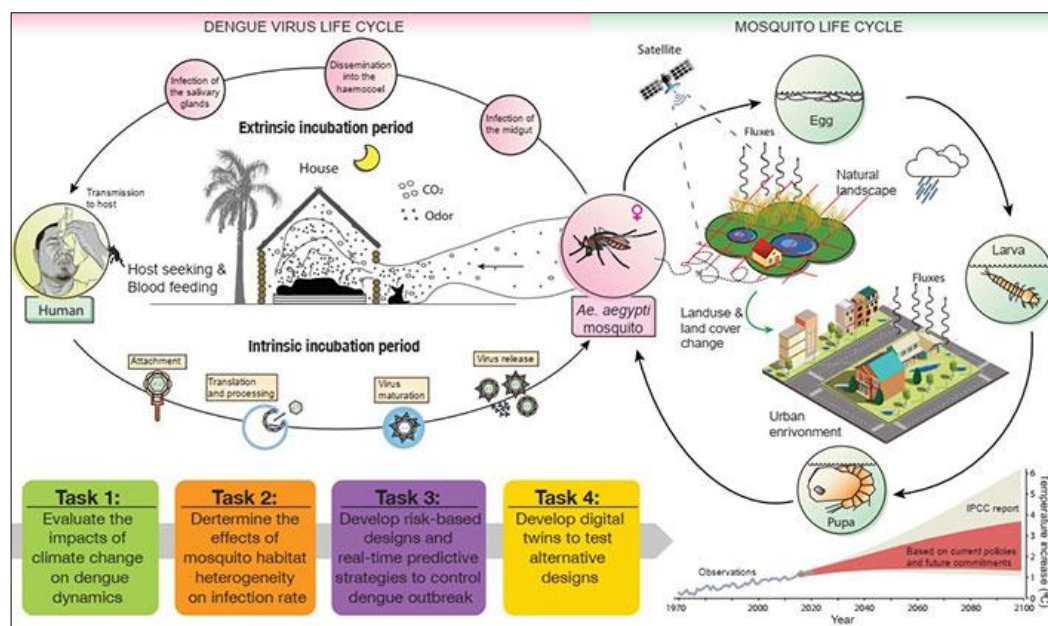 DENGUE VIRUS LIFE CYCLE
MOSQUITO LIFE CYCLE
Infection of
the salivary
glands
Dissemination
into the
haemocoel
Infection of
the midgut
Extrinsic incubation period
House
CO₂
Odor
Transmission
to host
Host seeking &
Blood feeding
Human
♀
Ae. aegypti
mosquito
Intrinsic incubation period
Attachment
Translation
and processing
Virus
maturation
Virus release
Satellite
Egg
Fluxes
Natural
landscape
Larva
Fluxes
Landuse &
land cover
change
Urban
enrivonment
Pupa
Task 1:
Evaluate the
impacts of
climate change
on dengue
dynamics
Task 2:
Dertermine the
effects of
mosquito habitat
heterogeneity
on infection rate
Task 3:
Develop risk-based
designs and
real-time predictive
strategies to control
dengue outbreak
Task 4:
Develop digital
twins to test
alternative
designs
IPCC report
Based on current policies
and future commitments
Observations
1970
2000
2020
2040
2060
2080
2100
Year
6
5
4
3
2
1
0
Temperature increase (°C)